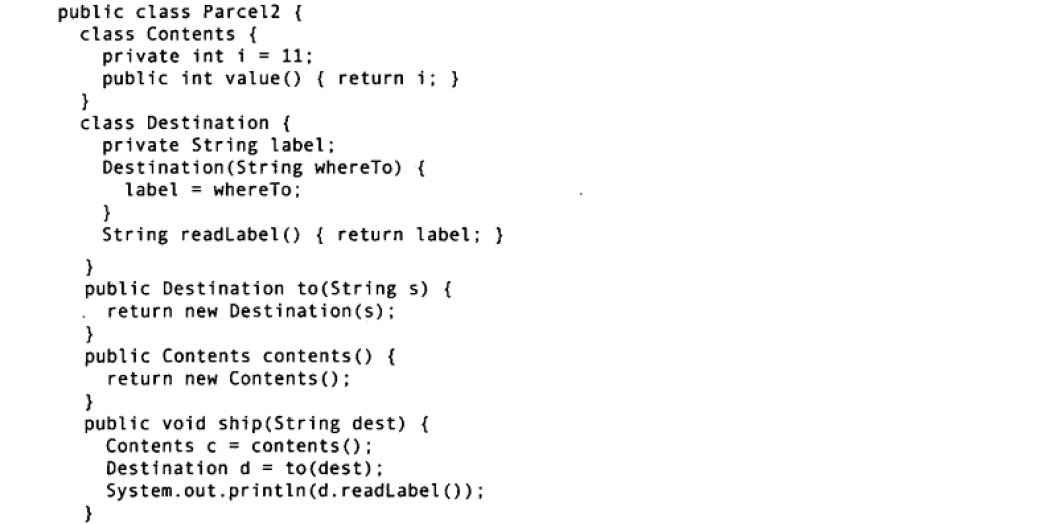 public class Parcel2 {
class Contents {
private int i = 11;
public int value() { return i; }
}
class Destination {
private String label;
Destination(String whereTo) {
label = whereTo;
}
String readLabel() { return label; }
}
public Destination to(String s) {
return new Destination(s);
}
public Contents contents() {
return new Contents();
}
public void ship(String dest) {
Contents c = contents();
Destination d = to(dest);
System.out.println(d.readLabel());
}